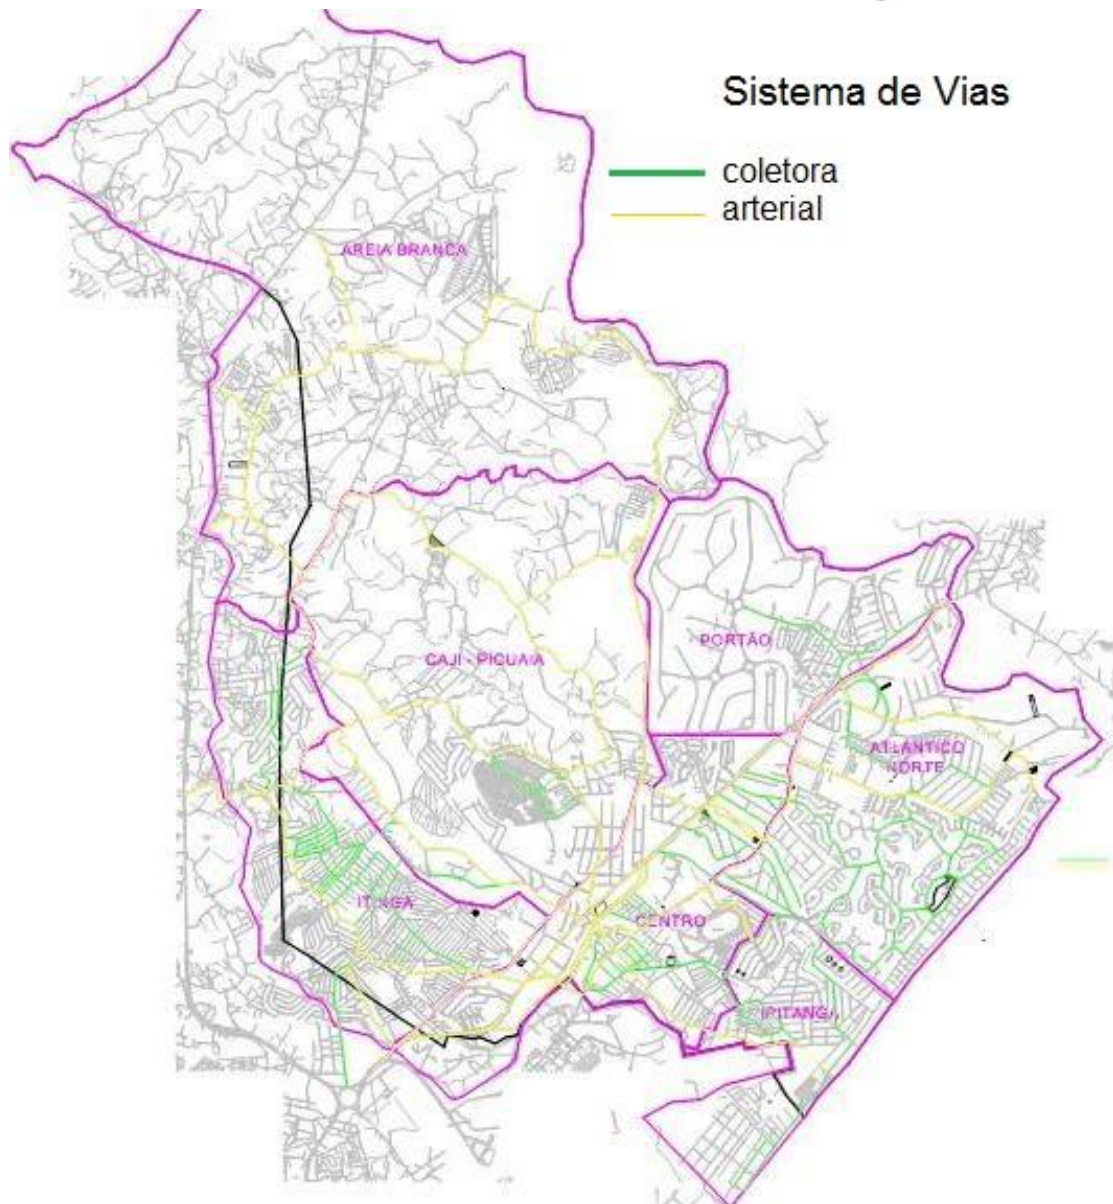 Sistema de Vias
coletora
arterial
AREIA BRANCA
PORTÃO
CAJI - PICUAIA
ATLANTICO
NORTE
ITINGA
CENTRO
IPITANGA